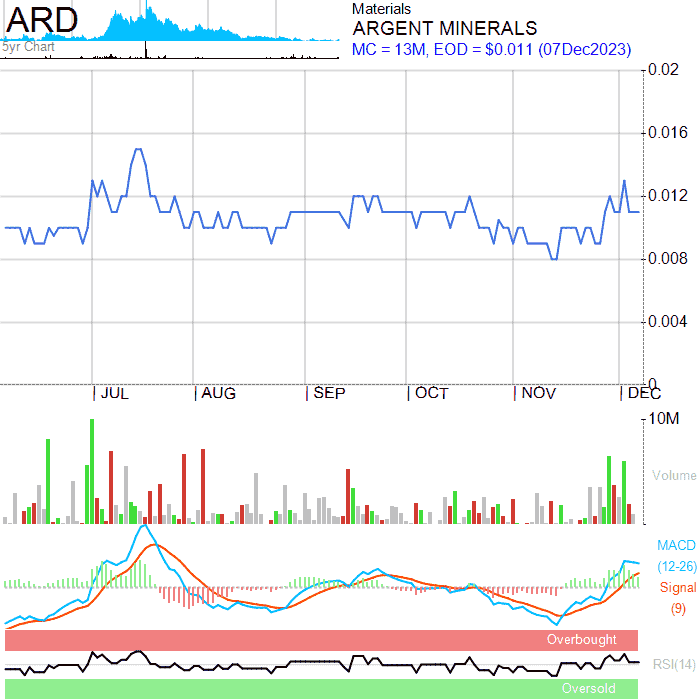 ARD
5yr Chart
Materials
ARGENT MINERALS
MC = 13M, EOD = $0.011 (07Dec2023)
0.02
0.016
0.012
0.008
0.004
0
JUL AUG SEP OCT NOV DEC
10M
Volume
MACD
(12-26)
Signal
(9)
Overbought
RSI(14)
Oversold